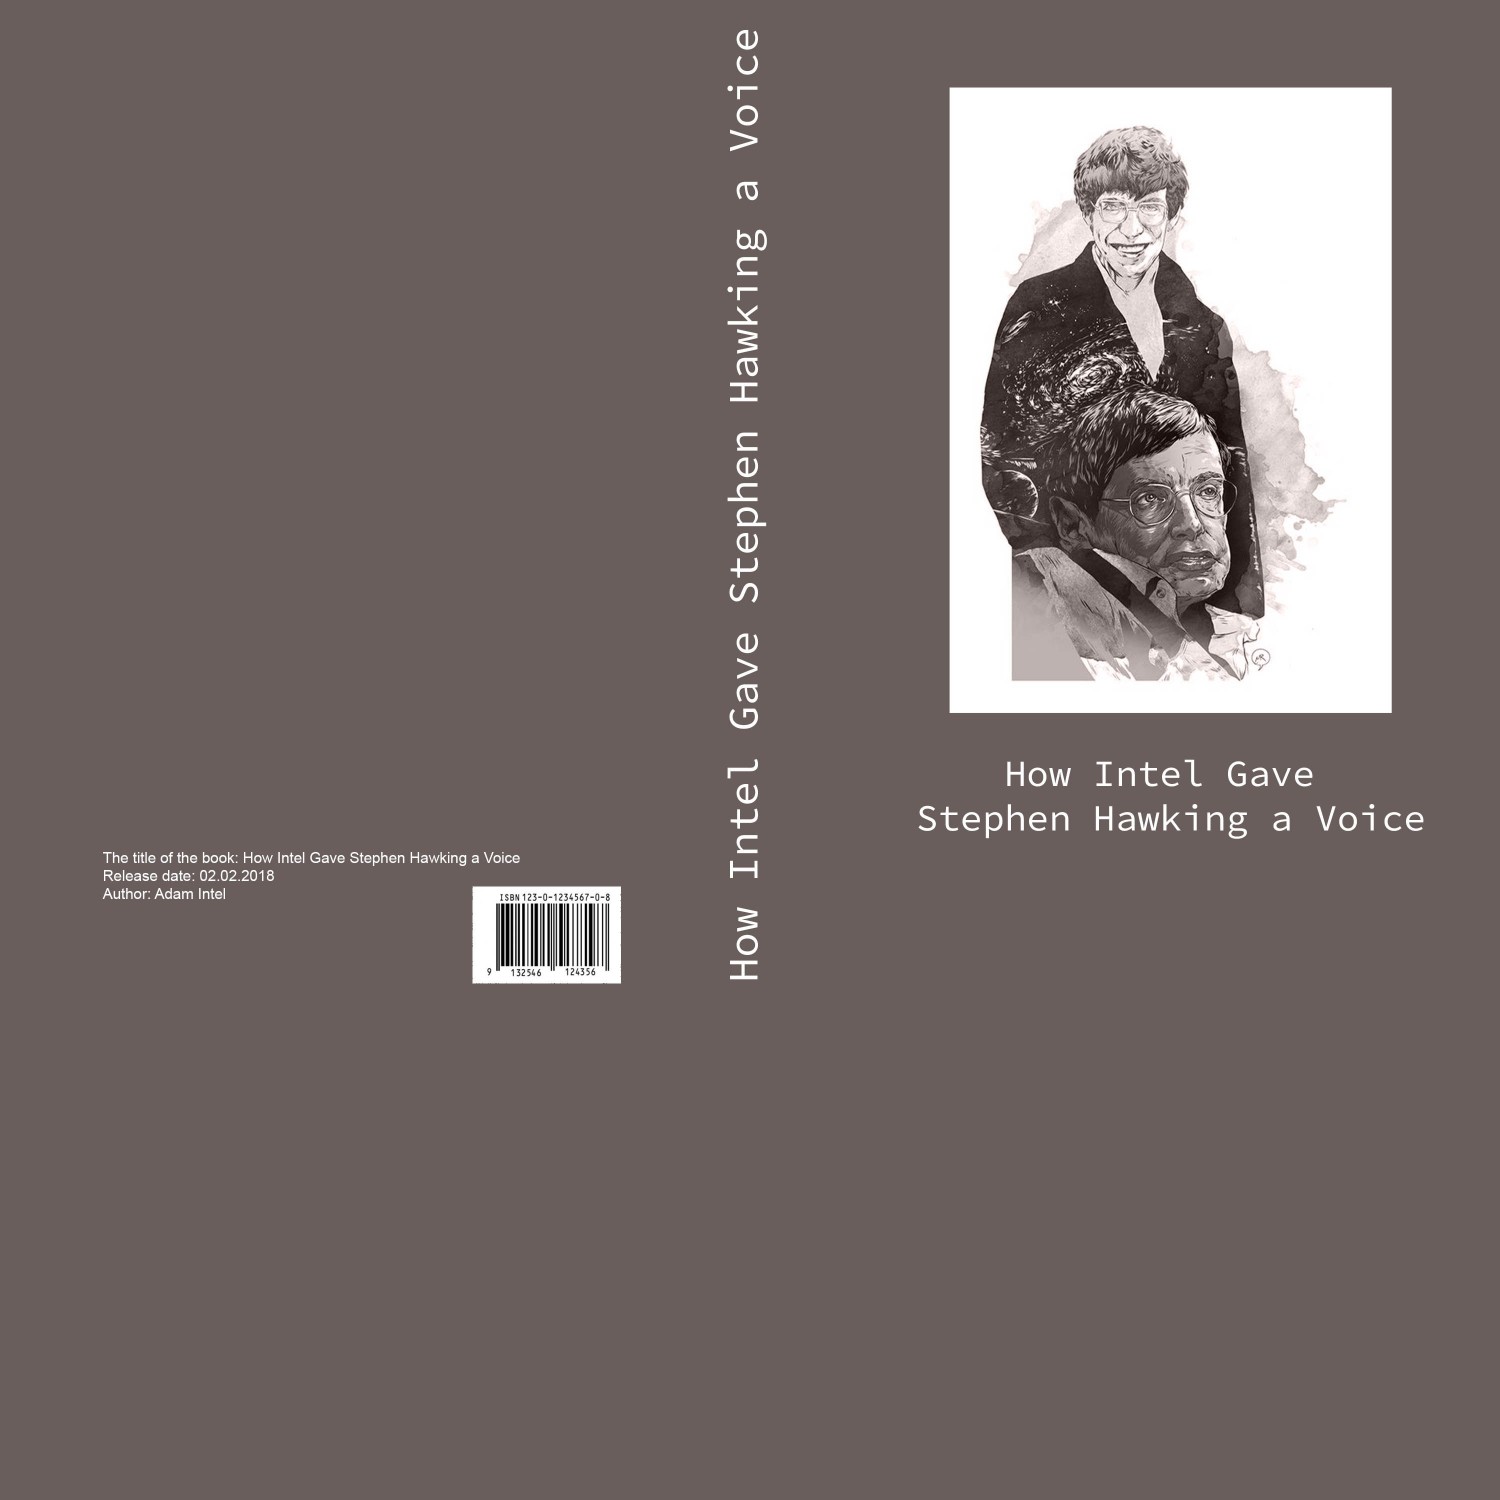 How Intel Gave Stephen Hawking a Voice
How Intel Gave
Stephen Hawking a Voice
The title of the book: How Intel Gave Stephen Hawking a Voice
Release date: 02.02.2018
Author: Adam Intel
ISBN 123-0-1234567-0-8
9 132546 124356